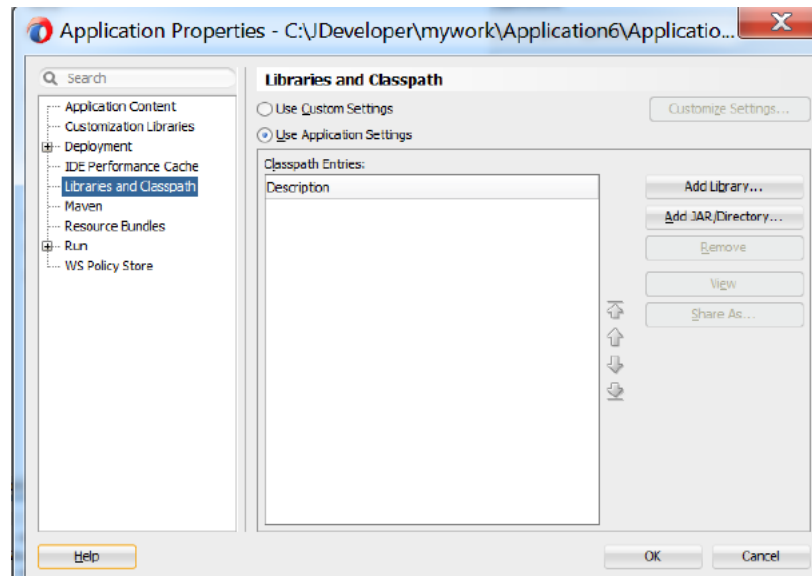 Application Properties - C:\JDeveloper\mywork\Application6\Applicatio...
Search
Application Content
Customization Libraries
Deployment
IDE Performance Cache
Libraries and Classpath
Maven
Resource Bundles
Run
WS Policy Store
Libraries and Classpath
Use Custom Settings
Customize Settings...
Use Application Settings
Classpath Entries:
Description
Add Library...
Add JAR/Directory...
Remove
View
Share As...
Help
OK
Cancel